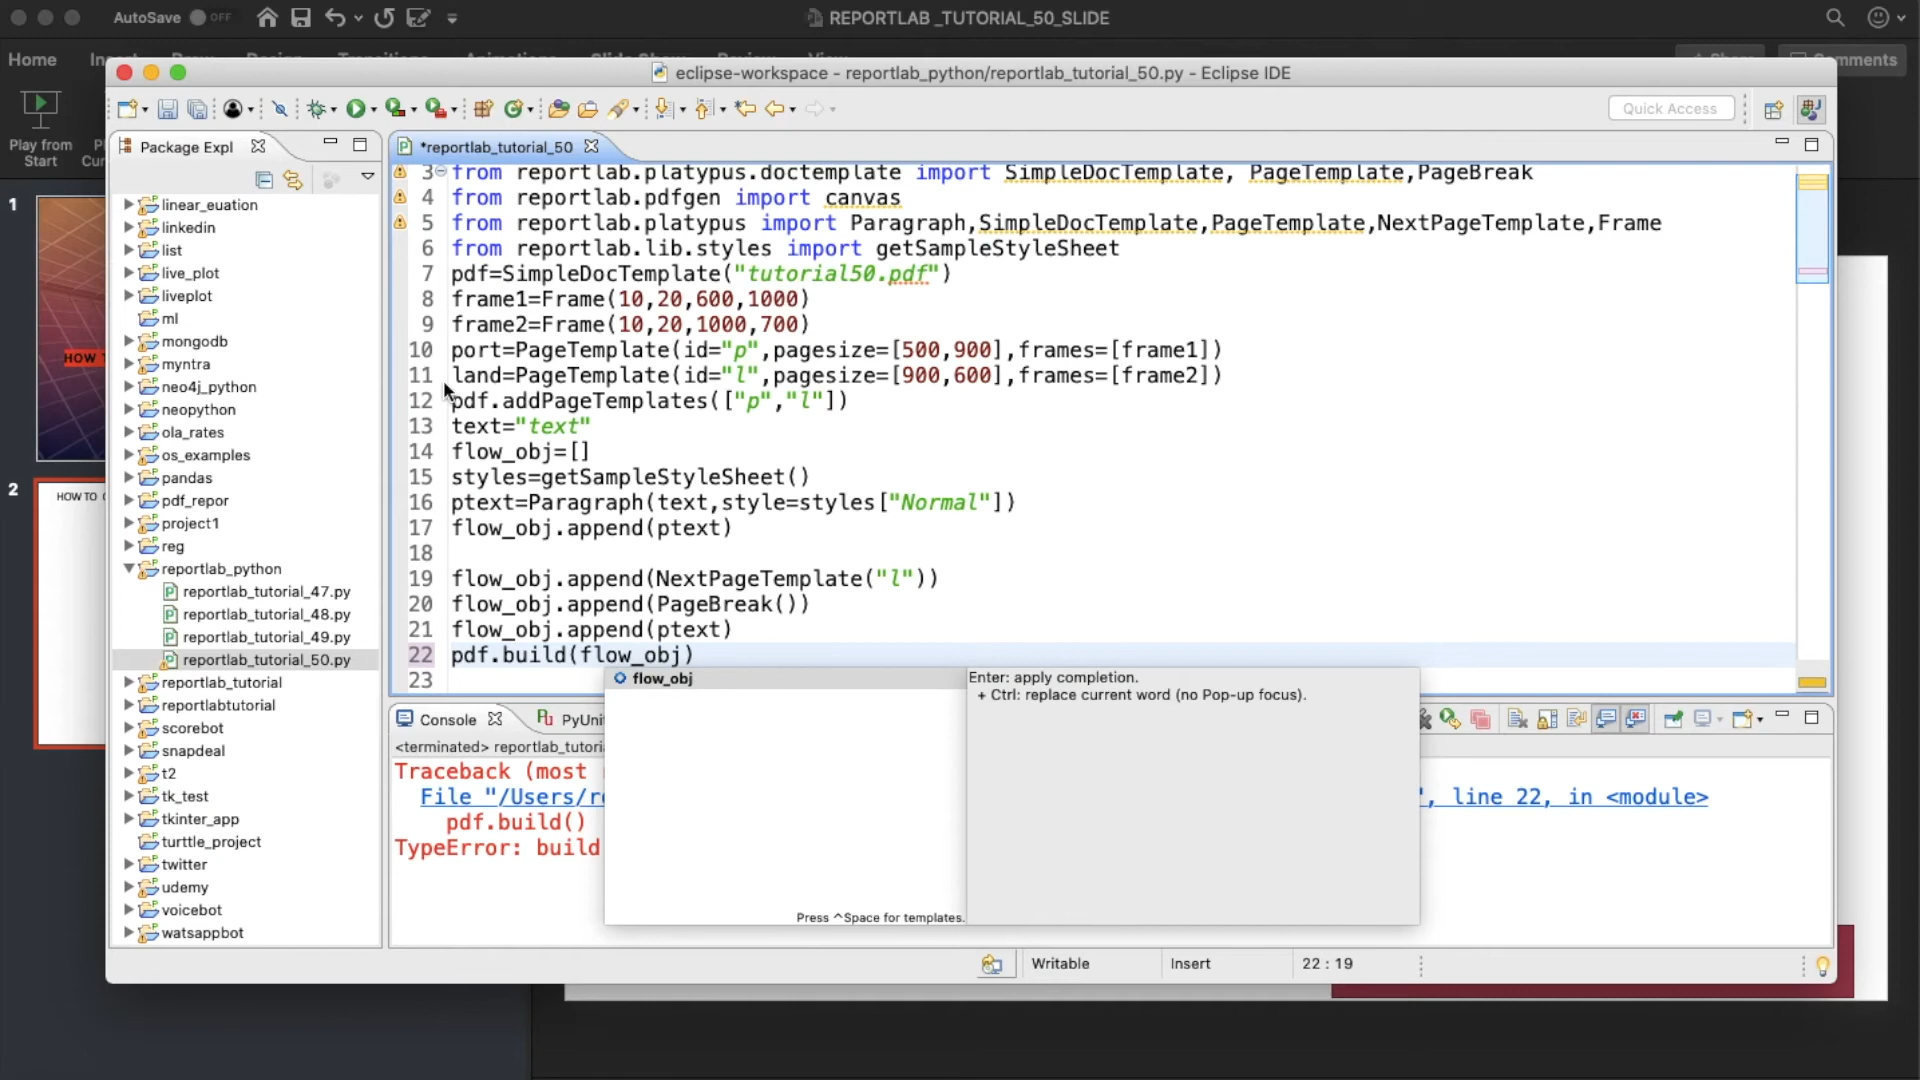 AutoSave OFF
REPORTLAB _TUTORIAL_50_SLIDE
Home
Share
Comments
Play from
Start
1
HOW
2
HOW TO
eclipse-workspace - reportlab_python/reportlab_tutorial_50.py - Eclipse IDE
Quick Access
Package Expl
linear_euation
linkedin
list
live_plot
liveplot
ml
mongodb
myntra
neo4j_python
neopython
ola_rates
os_examples
pandas
pdf_repor
project1
reg
reportlab_python
reportlab_tutorial_47.py
reportlab_tutorial_48.py
reportlab_tutorial_49.py
reportlab_tutorial_50.py
reportlab_tutorial
reportlabtutorial
scorebot
snapdeal
t2
tk_test
tkinter_app
turttle_project
twitter
udemy
voicebot
watsappbot
*reportlab_tutorial_50
3 from reportlab.platypus.doctemplate import SimpleDocTemplate, PageTemplate,PageBreak
4 from reportlab.pdfgen import canvas
5 from reportlab.platypus import Paragraph,SimpleDocTemplate,PageTemplate,NextPageTemplate,Frame
6 from reportlab.lib.styles import getSampleStyleSheet
7 pdf=SimpleDocTemplate("tutorial50.pdf")
8 frame1=Frame(10,20,600,1000)
9 frame2=Frame(10,20,1000,700)
10 port=PageTemplate(id="p",pagesize=[500,900],frames=[frame1])
11 land=PageTemplate(id="l",pagesize=[900,600],frames=[frame2])
12 pdf.addPageTemplates(["p","l"])
13 text="text"
14 flow_obj=[]
15 styles=getSampleStyleSheet()
16 ptext=Paragraph(text,style=styles["Normal"])
17 flow_obj.append(ptext)
18
19 flow_obj.append(NextPageTemplate("l"))
20 flow_obj.append(PageBreak())
21 flow_obj.append(ptext)
22 pdf.build(flow_obj)
23
flow_obj
Press ^Space for templates.
Enter: apply completion.
+ Ctrl: replace current word (no Pop-up focus).
Console
PyUnit
<terminated> reportlab_tutori
Traceback (most
File "/Users/r ", line 22, in <module>
pdf.build()
TypeError: build
Writable
Insert
22 : 19